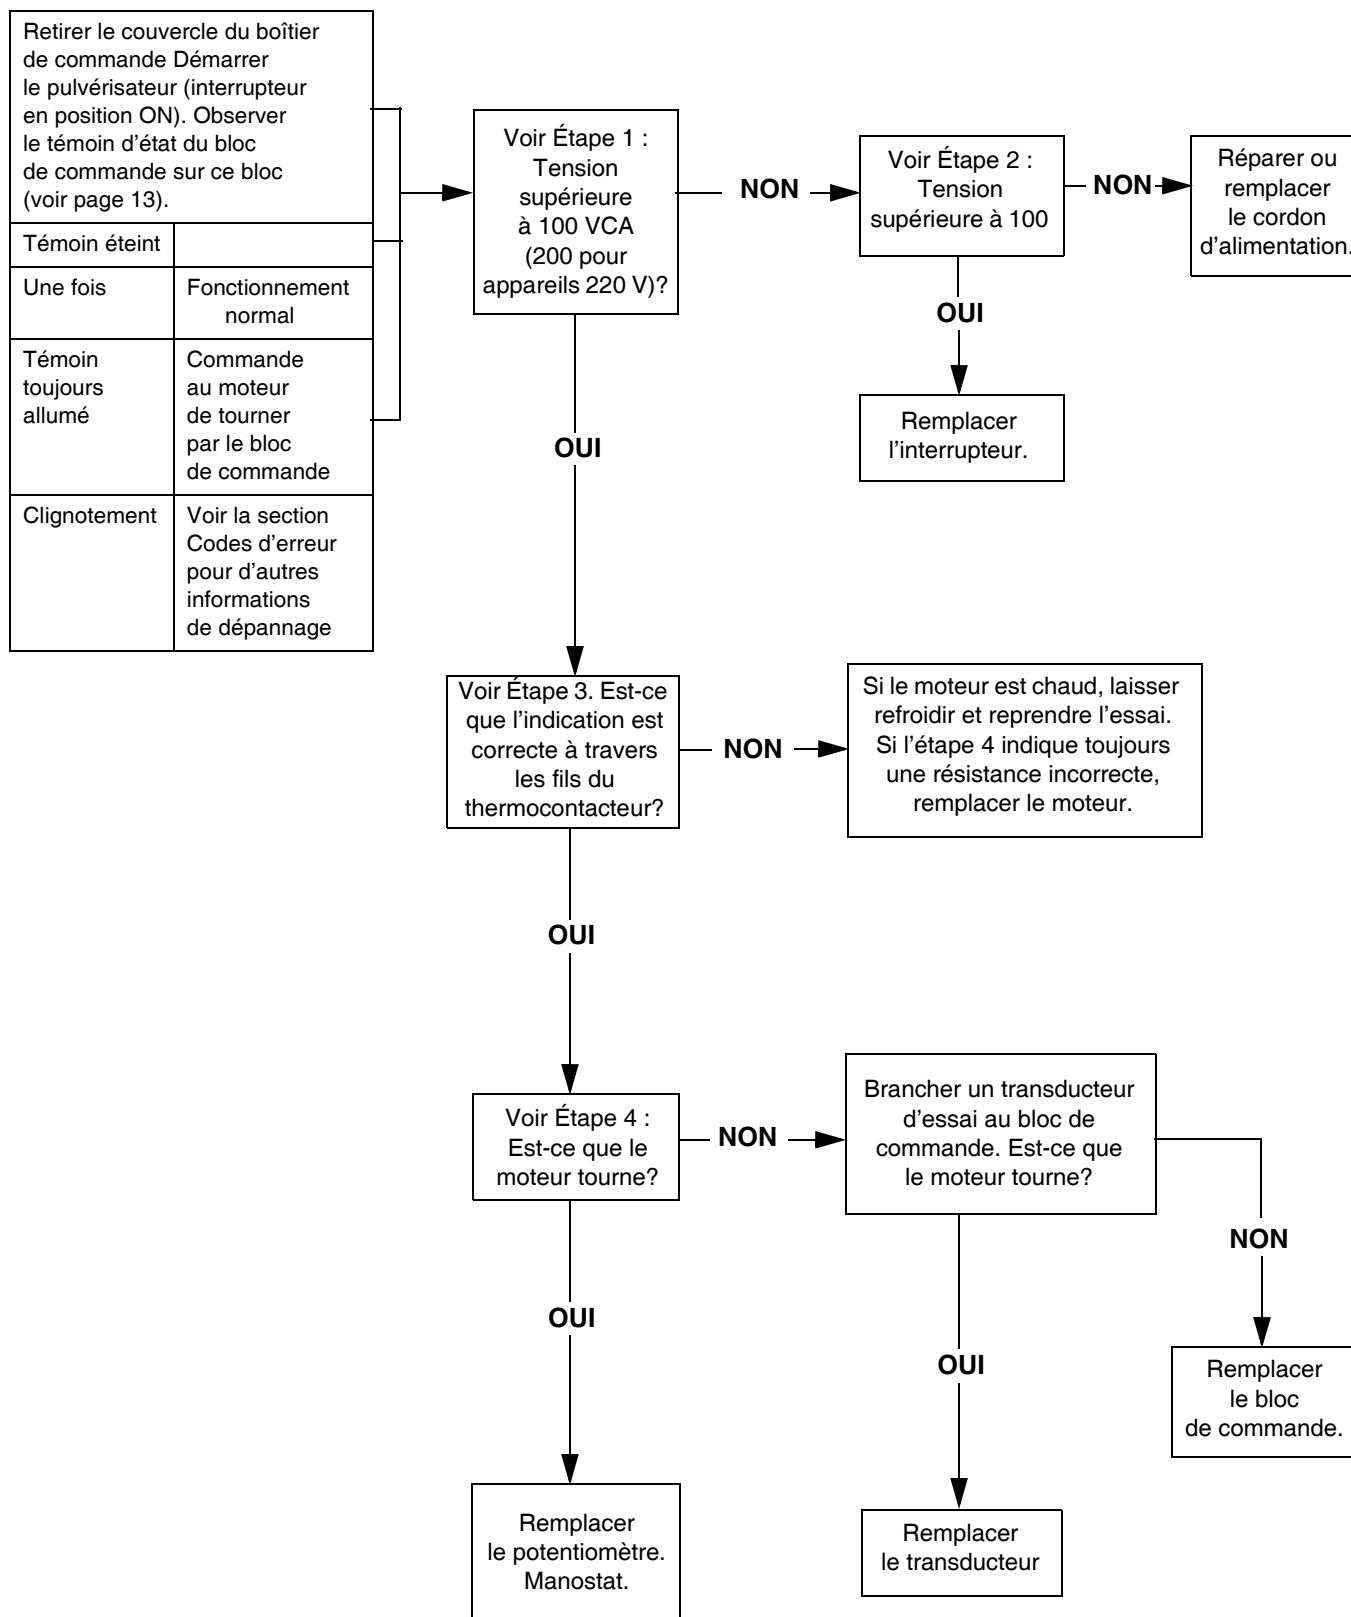 Retirer le couvercle du boîtier
de commande Démarrer
le pulvérisateur (interrupteur
en position ON). Observer
le témoin d'état du bloc
de commande sur ce bloc
(voir page 13).
Témoin éteint
Une fois
Fonctionnement
normal
Témoin
toujours
allumé
Commande
au moteur
de tourner
par le bloc
de commande
Clignotement
Voir la section
Codes d'erreur
pour d'autres
informations
de dépannage
Voir Étape 1 :
Tension
supérieure
à 100 VCA
(200 pour
appareils 220 V)?
NON
Voir Étape 2 :
Tension
supérieure à 100
NON
Réparer ou
remplacer
le cordon
d'alimentation.
OUI
Remplacer
l'interrupteur.
OUI
Voir Étape 3. Est-ce
que l'indication est
correcte à travers
les fils du
thermocontacteur?
NON
Si le moteur est chaud, laisser
refroidir et reprendre l'essai.
Si l'étape 4 indique toujours
une résistance incorrecte,
remplacer le moteur.
OUI
Voir Étape 4 :
Est-ce que le
moteur tourne?
NON
Brancher un transducteur
d'essai au bloc de
commande. Est-ce que
le moteur tourne?
NON
Remplacer
le bloc
de commande.
OUI
Remplacer
le transducteur
OUI
Remplacer
le potentiomètre.
Manostat.